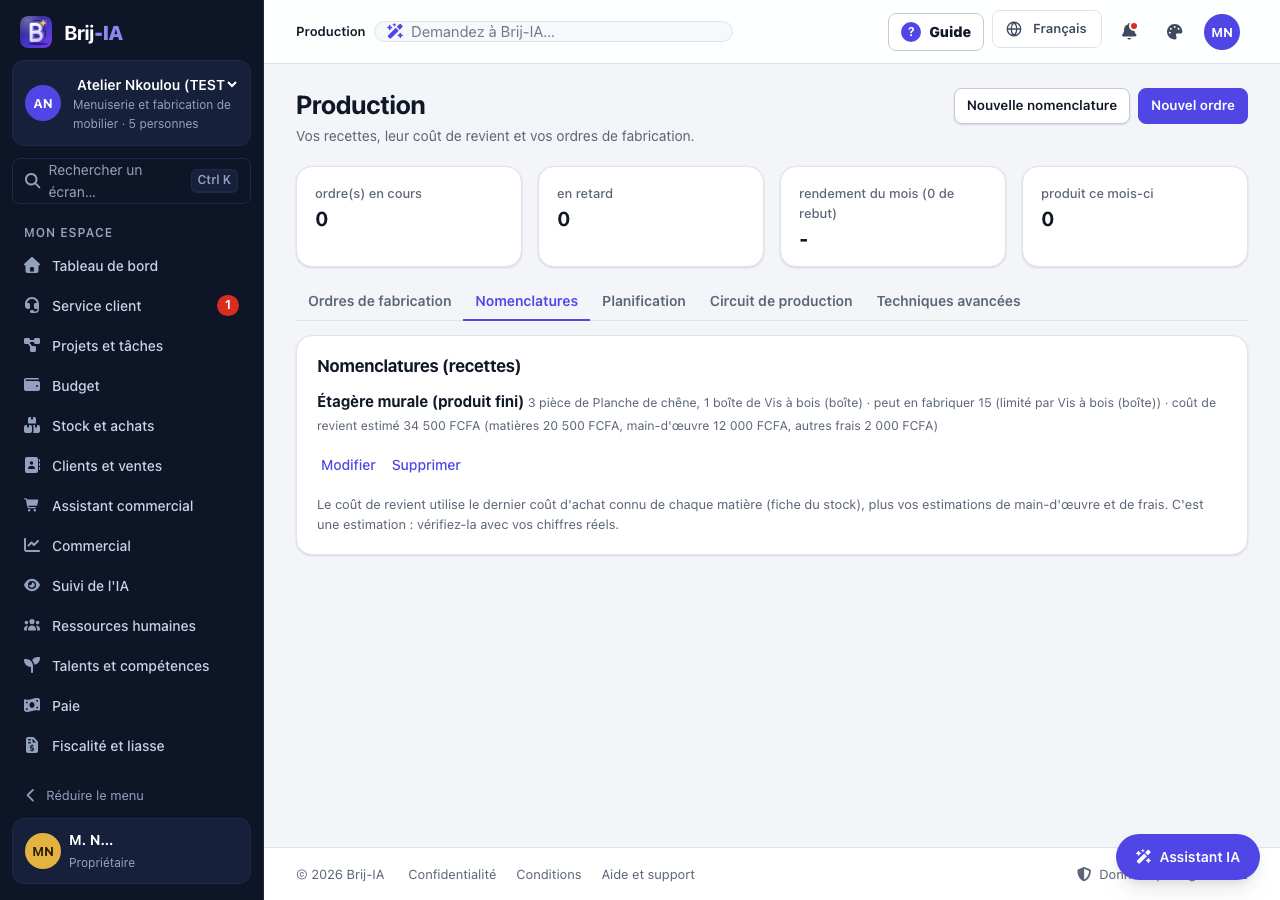 Brij-IA
AN
Atelier Nkoulou (TEST
Menuiserie et fabrication de
mobilier · 5 personnes
Rechercher un
écran...
Ctrl K
MON ESPACE
Tableau de bord
Service client
1
Projets et tâches
Budget
Stock et achats
Clients et ventes
Assistant commercial
Commercial
Suivi de l'IA
Ressources humaines
Talents et compétences
Paie
Fiscalité et liasse
Réduire le menu
MN
M. N...
Propriétaire
Production
Demandez à Brij-IA...
? Guide
Français
MN
Production
Vos recettes, leur coût de revient et vos ordres de fabrication.
Nouvelle nomenclature
Nouvel ordre
ordre(s) en cours
0
en retard
0
rendement du mois (0 de
rebut)
-
produit ce mois-ci
0
Ordres de fabrication
Nomenclatures
Planification
Circuit de production
Techniques avancées
Nomenclatures (recettes)
Étagère murale (produit fini) 3 pièce de Planche de chêne, 1 boîte de Vis à bois (boîte) · peut en fabriquer 15 (limité par Vis à bois (boîte)) · coût de
revient estimé 34 500 FCFA (matières 20 500 FCFA, main-d'œuvre 12 000 FCFA, autres frais 2 000 FCFA)
Modifier
Supprimer
Le coût de revient utilise le dernier coût d'achat connu de chaque matière (fiche du stock), plus vos estimations de main-d'œuvre et de frais. C'est
une estimation : vérifiez-la avec vos chiffres réels.
© 2026 Brij-IA
Confidentialité
Conditions
Aide et support
Assistant IA